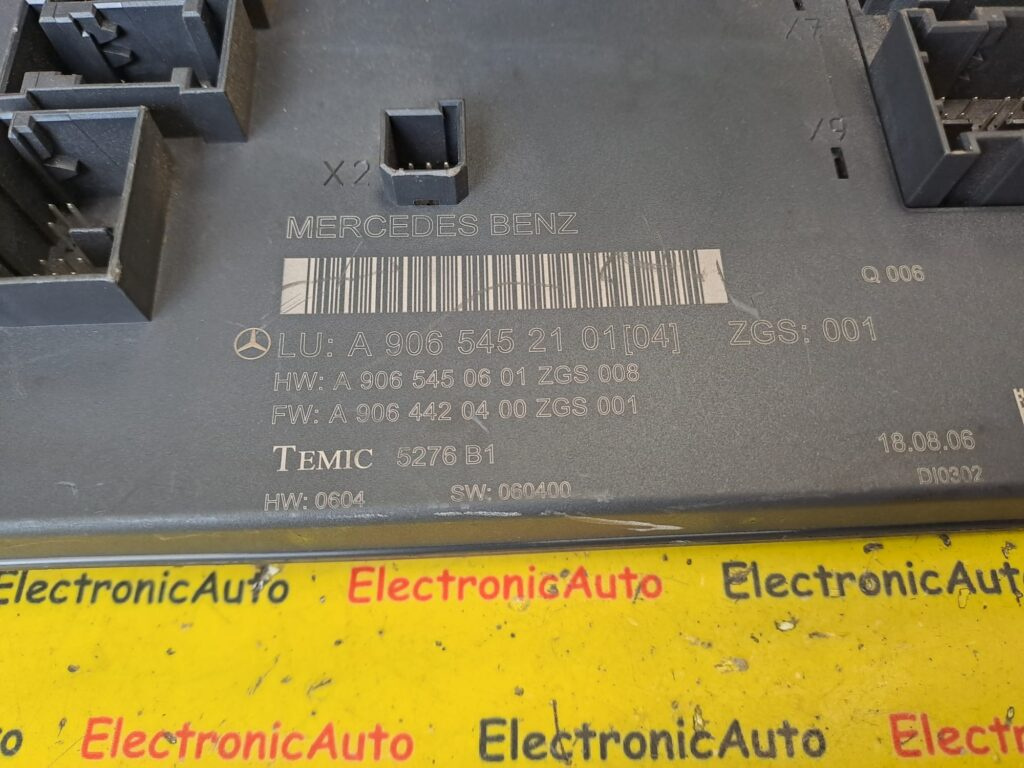 X7
X2
Y9
MERCEDES BENZ
Q 006
LU: A 906 545 21 01[04] ZGS: 001
HW: A 906 545 06 01 ZGS 008
FW: A 906 442 04 00 ZGS 001
TEMIC 5276 B1
18.08.06
HW: 0604 SW: 060400
DI0302
ElectronicAuto ElectronicAuto ElectronicAuto
ElectronicAuto ElectronicAuto ElectronicAuto